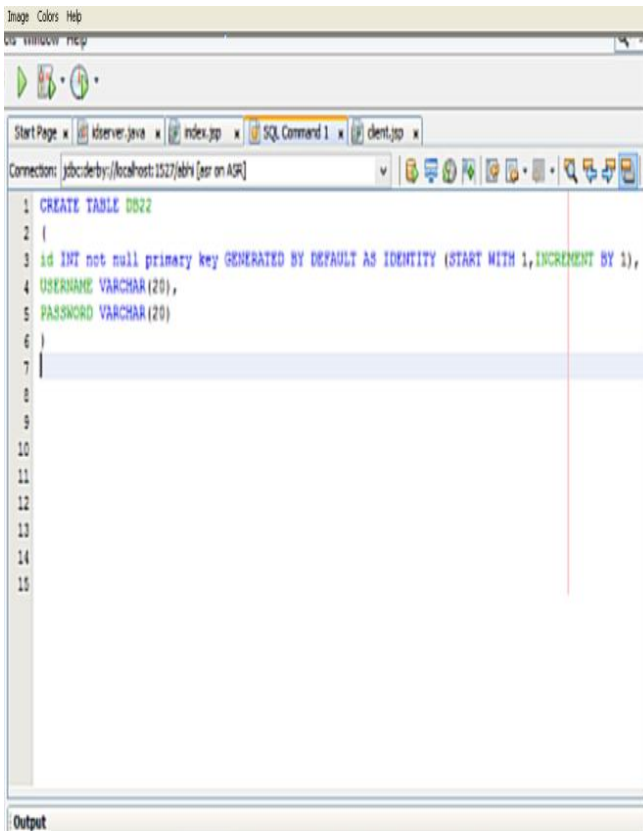 Image Colors Help
Window Help
Start Page x idserver.java x index.jsp x SQL Command 1 x client.jsp x
Connection: jdbc:derby://localhost:1527/abhi [asr on ASR]
1 CREATE TABLE DB22
2 (
3 id INT not null primary key GENERATED BY DEFAULT AS IDENTITY (START WITH 1,INCREMENT BY 1),
4 USERNAME VARCHAR(20),
5 PASSWORD VARCHAR(20)
6 )
7
8
9
10
11
12
13
14
15
Output